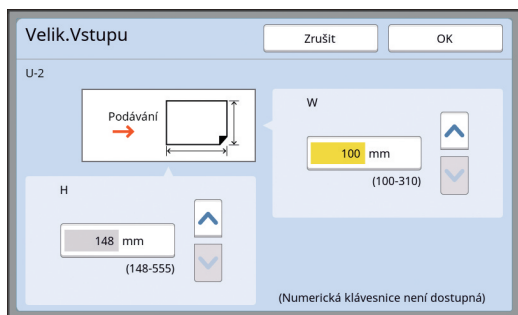 Velik.Vstupu
Zrušit
OK
U-2
Podávání
W
100 mm
(100-310)
H
148 mm
(148-555)
(Numerická klávesnice není dostupná)